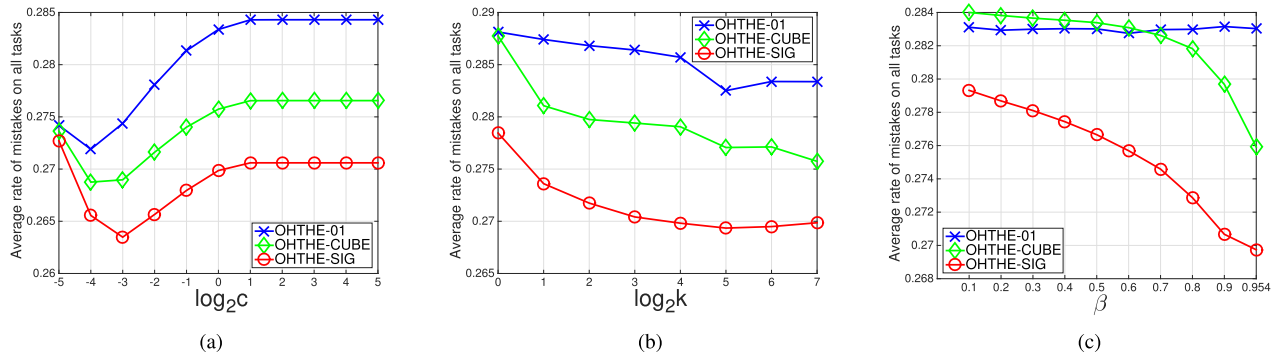 Average rate of mistakes on all tasks
0.285
0.28
0.275
0.27
0.265
0.26
OHTHE-01
OHTHE-CUBE
OHTHE-SIG
-5 -4 -3 -2 -1 0 1 2 3 4 5
log₂c
(a)
Average rate of mistakes on all tasks
0.29
0.285
0.28
0.275
0.27
0.265
OHTHE-01
OHTHE-CUBE
OHTHE-SIG
0 1 2 3 4 5 6 7
log₂k
(b)
Average rate of mistakes on all tasks
0.284
0.282
0.28
0.278
0.276
0.274
0.272
0.27
0.268
OHTHE-01
OHTHE-CUBE
OHTHE-SIG
0.1 0.2 0.3 0.4 0.5 0.6 0.7 0.8 0.9 0.954
β
(c)